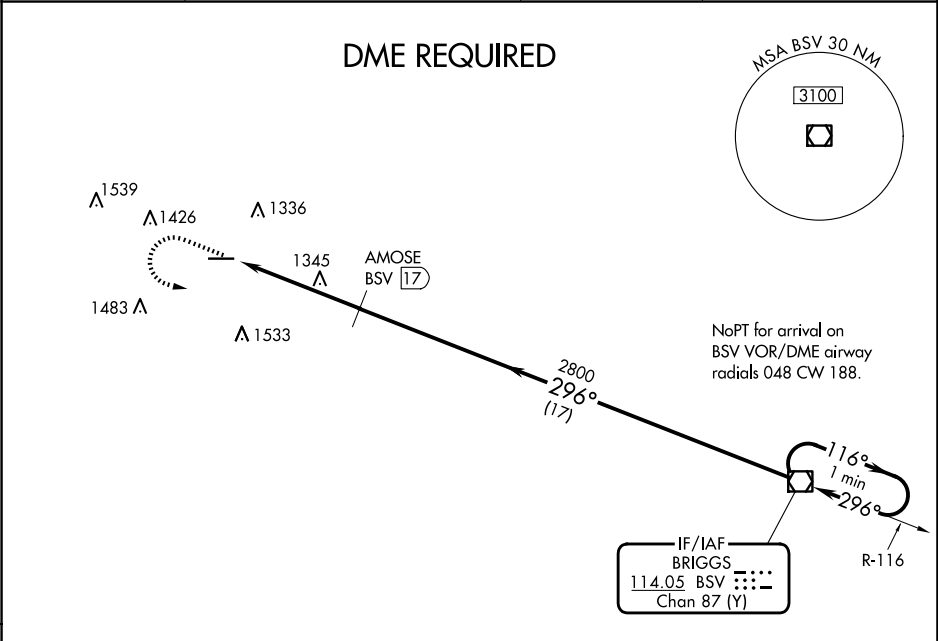 DME REQUIRED
MSA BSV 30 NM
3100
1539
1426
1336
1345
AMOSE
BSV 17
1483
1533
NoPT for arrival on
BSV VOR/DME airway
radials 048 CW 188.
2800
296°
(17)
116°
1 min
296°
R-116
IF/IAF
BRIGGS
114.05 BSV
Chan 87 (Y)